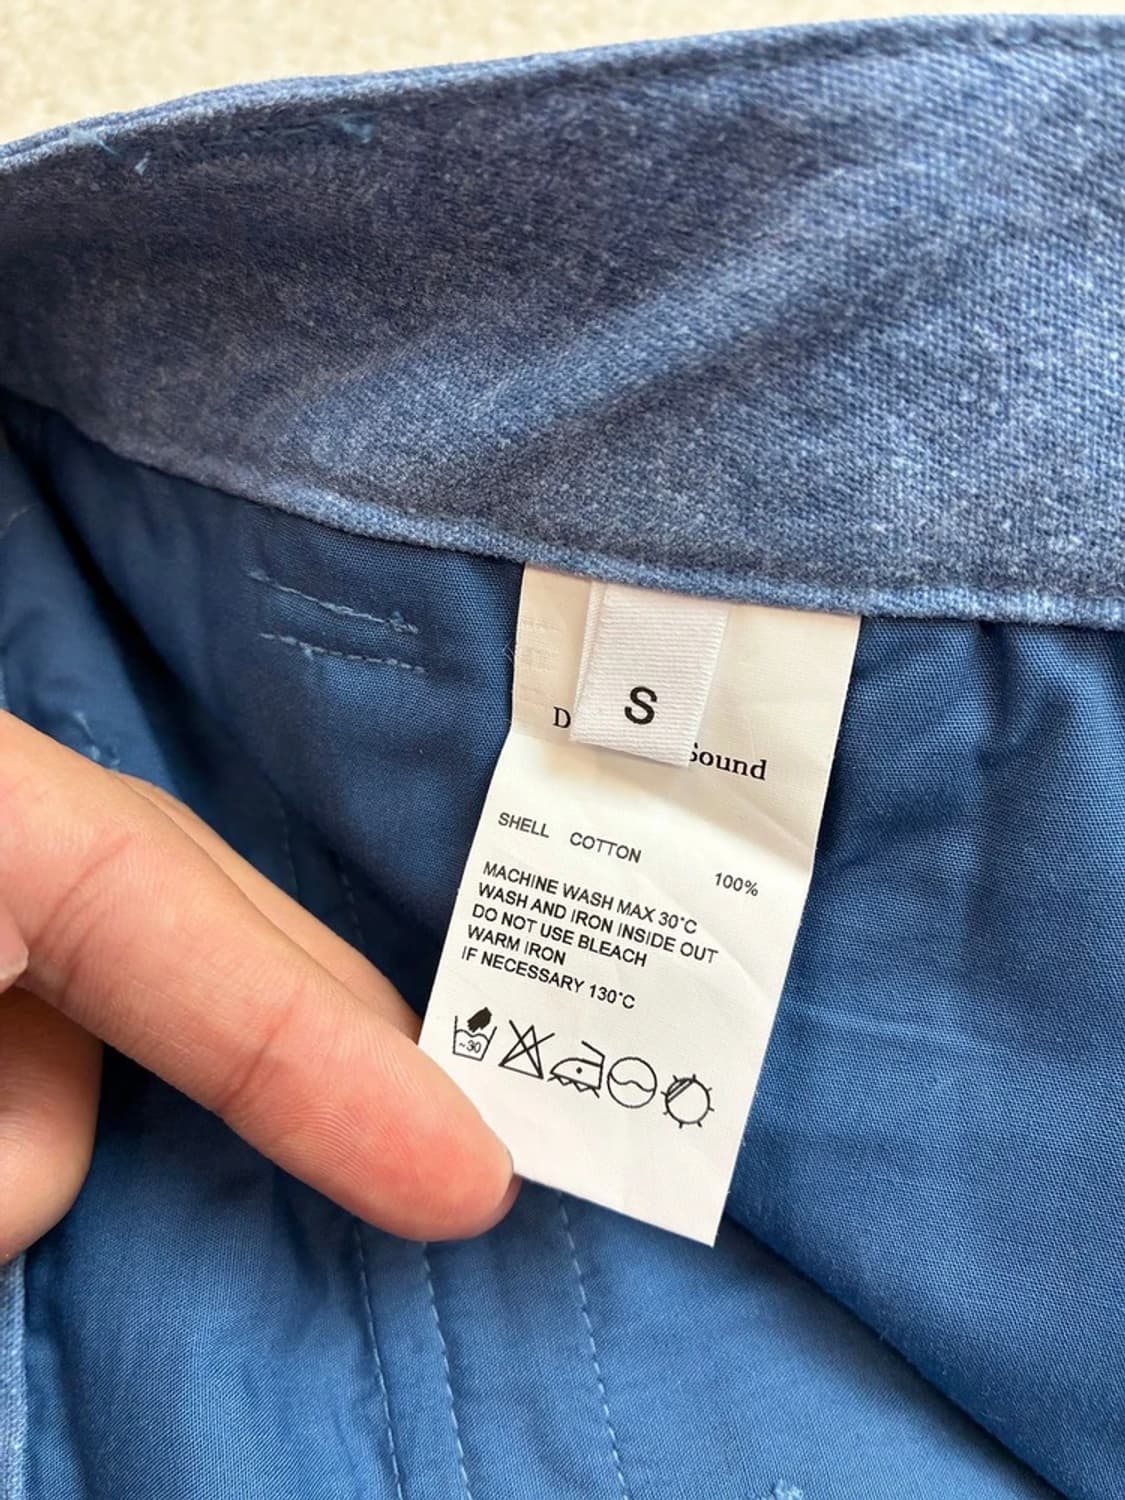 S
Sound
SHELL COTTON 100%
MACHINE WASH MAX 30°C
WASH AND IRON INSIDE OUT
DO NOT USE BLEACH
WARM IRON
IF NECESSARY 130°C
~30